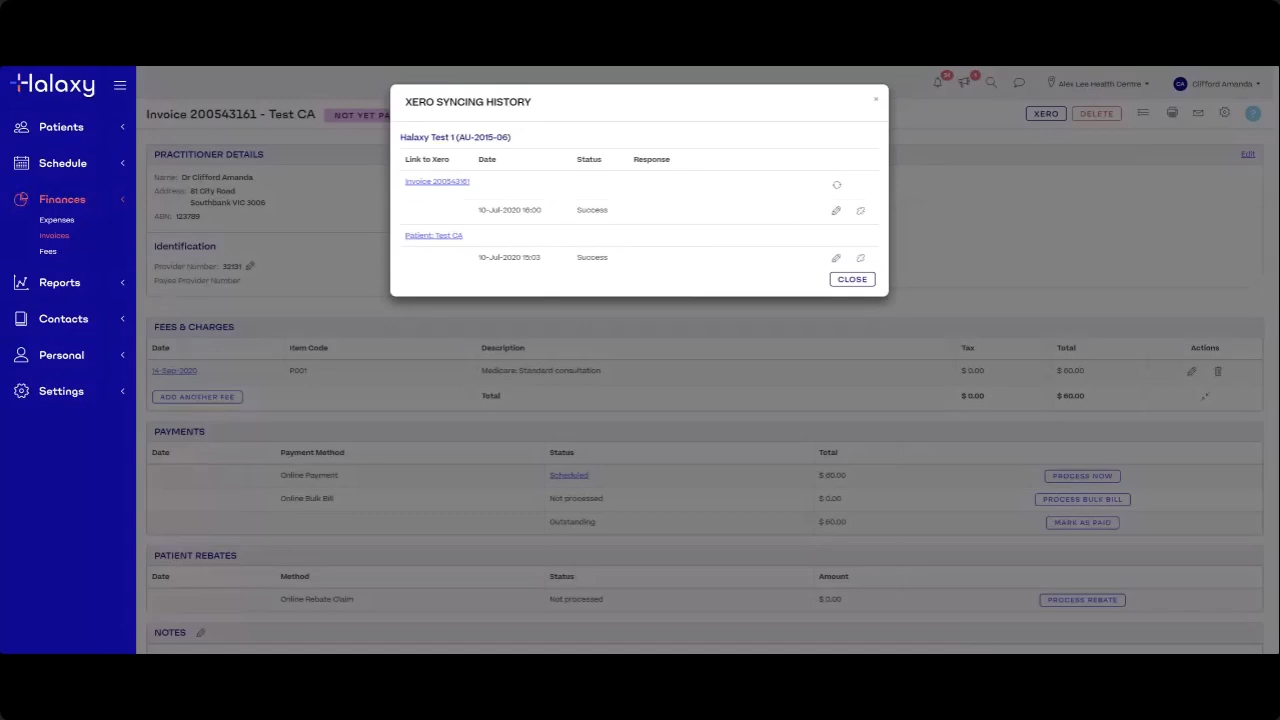 Halaxy
Patients
Schedule
Finances
Expenses
Invoices
Fees
Reports
Contacts
Personal
Settings
Alex Lee Health Centre
CA Clifford Amanda
Invoice 200543161 - Test CA NOT YET PA
XERO DELETE
XERO SYNCING HISTORY ×
Halaxy Test 1 (AU-2015-06)
Link to Xero Date Status Response
Invoice 200543161
10-Jul-2020 16:00 Success
Patient: Test CA
10-Jul-2020 15:03 Success
CLOSE
PRACTITIONER DETAILS Edit
Name: Dr Clifford Amanda
Address: 81 City Road
Southbank VIC 3006
ABN: 123789
Identification
Provider Number: 32131
Payee Provider Number
FEES & CHARGES
Date Item Code Description Tax Total Actions
14-Sep-2020 P001 Medicare: Standard consultation $ 0.00 $ 60.00
ADD ANOTHER FEE Total $ 0.00 $ 60.00
PAYMENTS
Date Payment Method Status Total
Online Payment Scheduled $ 60.00 PROCESS NOW
Online Bulk Bill Not processed $ 0.00 PROCESS BULK BILL
Outstanding $ 60.00 MARK AS PAID
PATIENT REBATES
Date Method Status Amount
Online Rebate Claim Not processed $ 0.00 PROCESS REBATE
NOTES